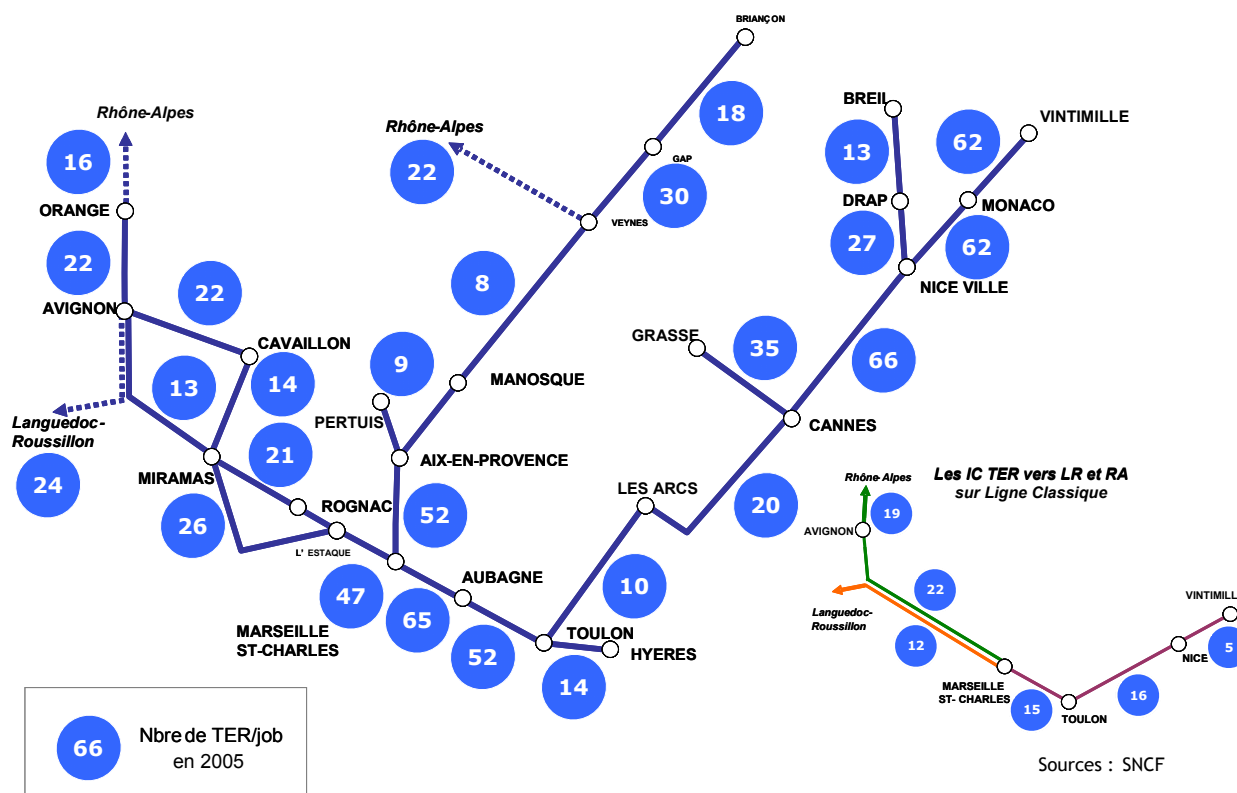 BRIANÇON
18
BREIL
VINTIMILLE
Rhône-Alpes
16
Rhône-Alpes
22
GAP
30
13
62
ORANGE
DRAP
MONACO
VEYNES
22
27
62
NICE VILLE
AVIGNON
22
8
CAVAILLON
14
13
9
GRASSE
35
66
MANOSQUE
PERTUIS
CANNES
Languedoc-
Roussillon
24
MIRAMAS
21
AIX-EN-PROVENCE
26
ROGNAC
L' ESTAQUE
52
LES ARCS
20
47
65
AUBAGNE
10
MARSEILLE
ST-CHARLES
52
TOULON
HYERES
14
Les IC TER vers LR et RA
sur Ligne Classique
Rhône-Alpes
AVIGNON
19
22
Languedoc-
Roussillon
12
VINTIMILL
NICE
5
MARSEILLE
ST- CHARLES
15
TOULON
16
66
Nbre de TER/job
en 2005
Sources : SNCF